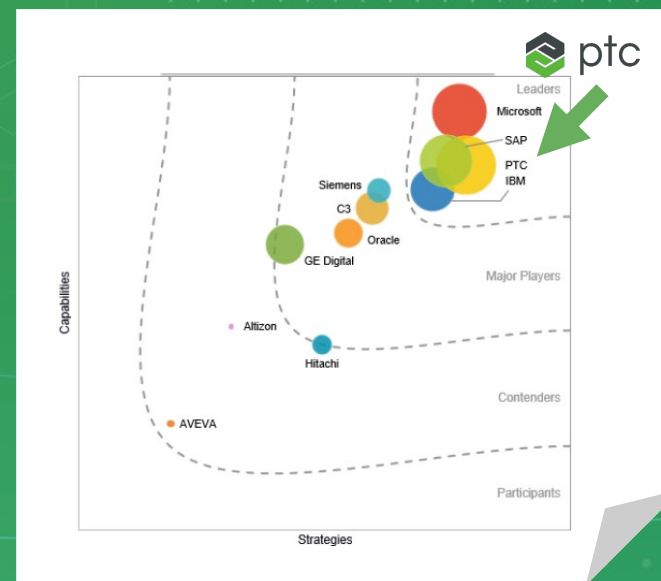 ptc
Leaders
Microsoft
SAP
PTC
IBM
Siemens
C3
Oracle
GE Digital
Major Players
Capabilities
Altizon
Hitachi
Contenders
AVEVA
Participants
Strategies